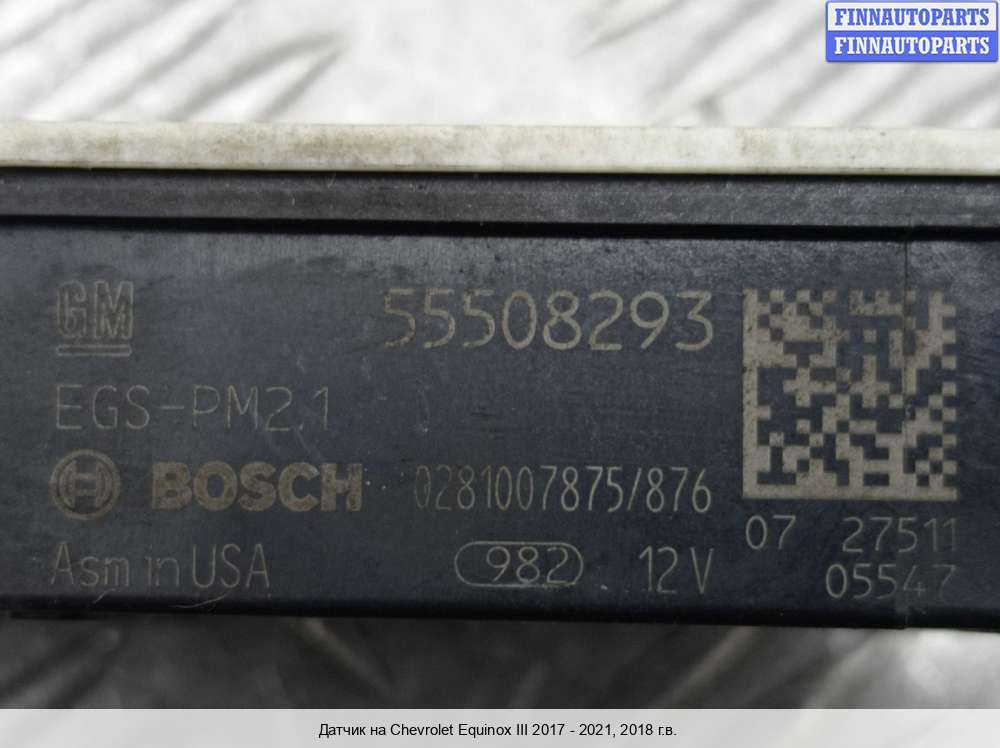 FINNAUTOPARTS
FINNAUTOPARTS
GM 55508293
EGS-PM2.1
BOSCH 0281007875/876
07 27511
Asm in USA 982 12V 05547
Датчик на Chevrolet Equinox III 2017 - 2021, 2018 г.в.